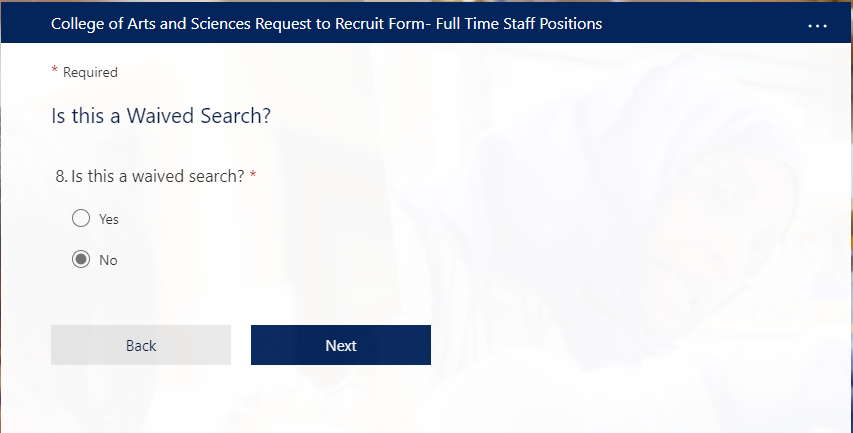 College of Arts and Sciences Request to Recruit Form- Full Time Staff Positions
...
* Required
Is this a Waived Search?
8. Is this a waived search? *
Yes
No
Back
Next